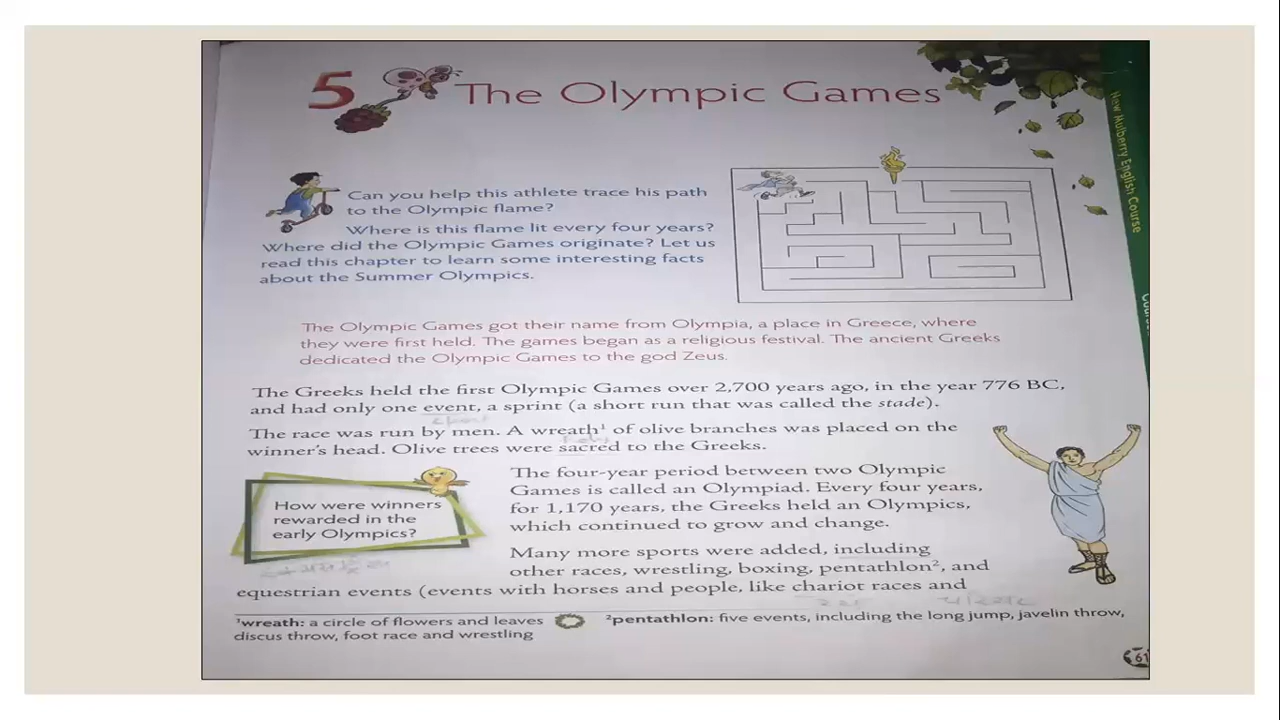 5 The Olympic Games
Can you help this athlete trace his path
to the Olympic flame?
Where is this flame lit every four years?
Where did the Olympic Games originate? Let us
read this chapter to learn some interesting facts
about the Summer Olympics.
New Mulberry English Course
The Olympic Games got their name from Olympia, a place in Greece, where
they were first held. The games began as a religious festival. The ancient Greeks
dedicated the Olympic Games to the god Zeus.
The Greeks held the first Olympic Games over 2,700 years ago, in the year 776 BC,
and had only one event, a sprint (a short run that was called the stade).
The race was run by men. A wreath¹ of olive branches was placed on the
winner's head. Olive trees were sacred to the Greeks.
How were winners
rewarded in the
early Olympics?
The four-year period between two Olympic
Games is called an Olympiad. Every four years,
for 1,170 years, the Greeks held an Olympics,
which continued to grow and change.
Many more sports were added, including
other races, wrestling, boxing, pentathlon², and
equestrian events (events with horses and people, like chariot races and
¹wreath: a circle of flowers and leaves
²pentathlon: five events, including the long jump, javelin throw,
discus throw, foot race and wrestling
61